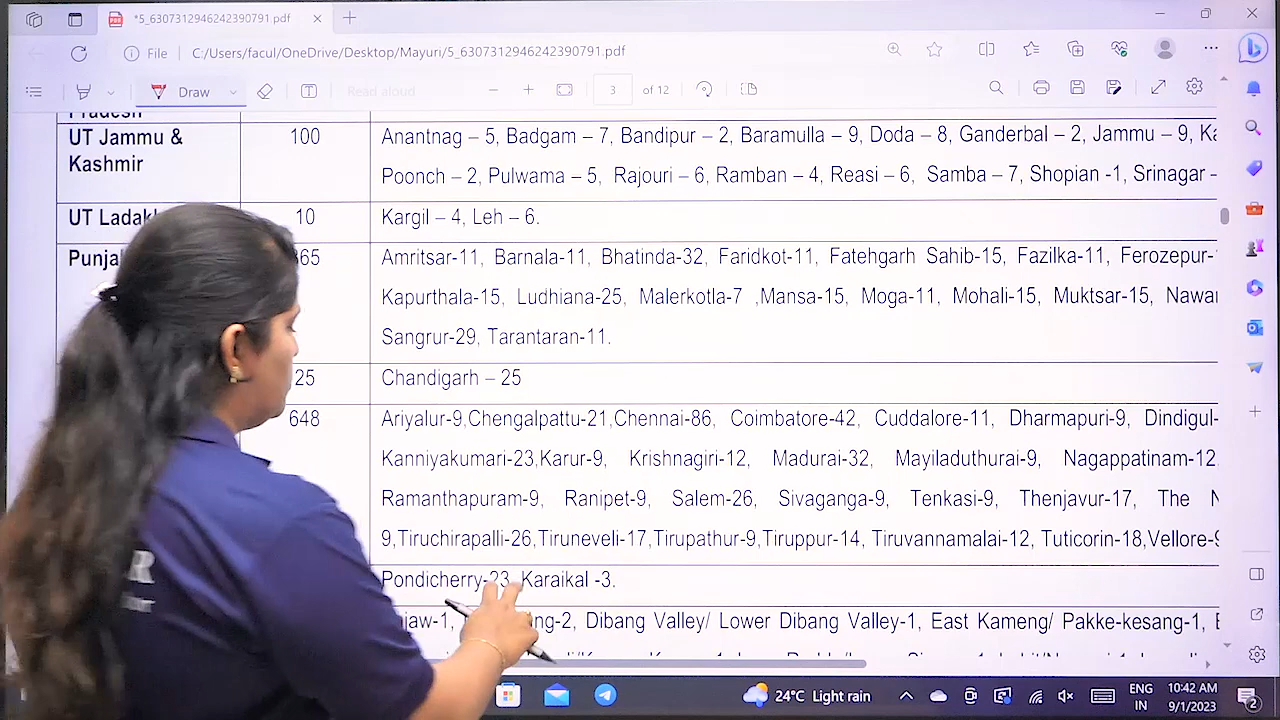 *5_6307312946242390791.pdf
File C:/Users/facul/OneDrive/Desktop/Mayuri/5_6307312946242390791.pdf
Draw Read aloud 3 of 12
Pradesh
UT Jammu & Kashmir 100 Anantnag – 5, Badgam – 7, Bandipur – 2, Baramulla – 9, Doda – 8, Ganderbal – 2, Jammu – 9,
Poonch – 2, Pulwama – 5, Rajouri – 6, Ramban – 4, Reasi – 6, Samba – 7, Shopian -1, Srinagar –
UT 10 Kargil – 4, Leh – 6.
Amritsar-11, Barnala-11, Bhatinda-32, Faridkot-11, Fatehgarh Sahib-15, Fazilka-11, Ferozepur-
Kapurthala-15, Ludhiana-25, Malerkotla-7 ,Mansa-15, Moga-11, Mohali-15, Muktsar-15,
Sangrur-29, Tarantaran-11.
25 Chandigarh – 25
648 Ariyalur-9,Chengalpattu-21,Chennai-86, Coimbatore-42, Cuddalore-11, Dharmapuri-9, Dindigul-
Kanniyakumari-23,Karur-9, Krishnagiri-12, Madurai-32, Mayiladuthurai-9, Nagappatinam-12
Ramanthapuram-9, Ranipet-9, Salem-26, Sivaganga-9, Tenkasi-9, Thenjavur-17, The
9,Tiruchirapalli-26,Tiruneveli-17,Tirupathur-9,Tiruppur-14, Tiruvannamalai-12, Tuticorin-18,Vellore-
Pondicherry-23, Karaikal -3.
Dibang Valley/ Lower Dibang Valley-1, East Kameng/ Pakke-kesang-1,
24°C Light rain ENG IN 10:42 AM 9/1/2023 2